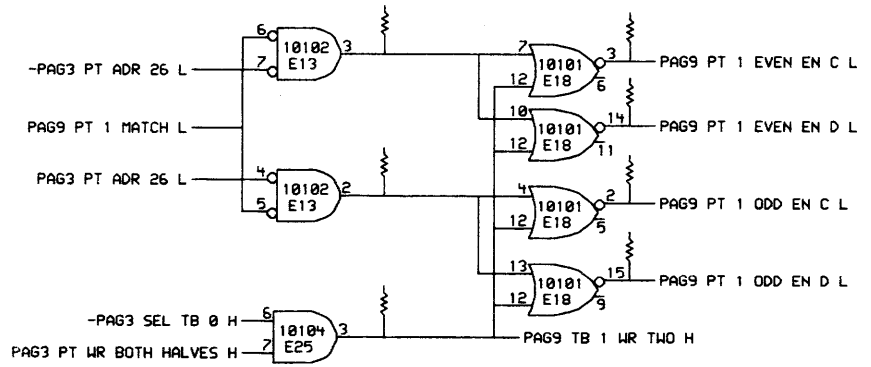 6
10102
E13
3
-PAG3 PT ADR 26 L
7
7
10101
E18
3
PAG9 PT 1 EVEN EN C L
12
6
PAG9 PT 1 MATCH L
10
10101
E18
14
PAG9 PT 1 EVEN EN D L
12
11
PAG3 PT ADR 26 L
4
10102
E13
2
5
4
10101
E18
2
PAG9 PT 1 ODD EN C L
12
5
13
10101
E18
15
PAG9 PT 1 ODD EN D L
12
9
-PAG3 SEL TB 0 H
6
10104
E25
3
PAG3 PT WR BOTH HALVES H
7
PAG9 TB 1 WR TWO H